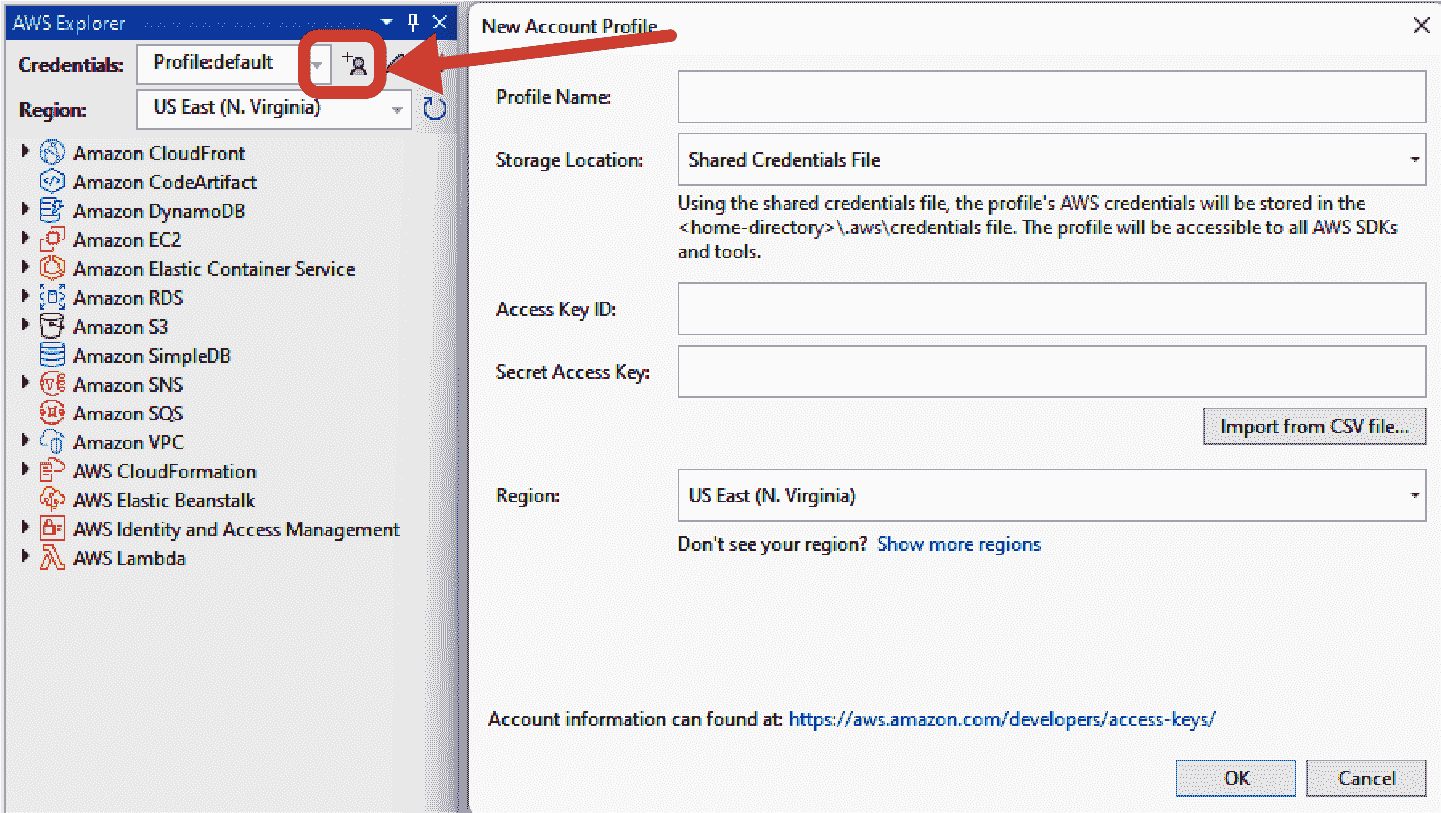 AWS Explorer
Credentials: Profile:default
Region: US East (N. Virginia)
Amazon CloudFront
Amazon CodeArtifact
Amazon DynamoDB
Amazon EC2
Amazon Elastic Container Service
Amazon RDS
Amazon S3
Amazon SimpleDB
Amazon SNS
Amazon SQS
Amazon VPC
AWS CloudFormation
AWS Elastic Beanstalk
AWS Identity and Access Management
AWS Lambda
New Account Profile
Profile Name:
Storage Location: Shared Credentials File
Using the shared credentials file, the profile's AWS credentials will be stored in the
<home-directory>\.aws\credentials file. The profile will be accessible to all AWS SDKs
and tools.
Access Key ID:
Secret Access Key:
Import from CSV file...
Region: US East (N. Virginia)
Don't see your region? Show more regions
Account information can found at: https://aws.amazon.com/developers/access-keys/
OK Cancel